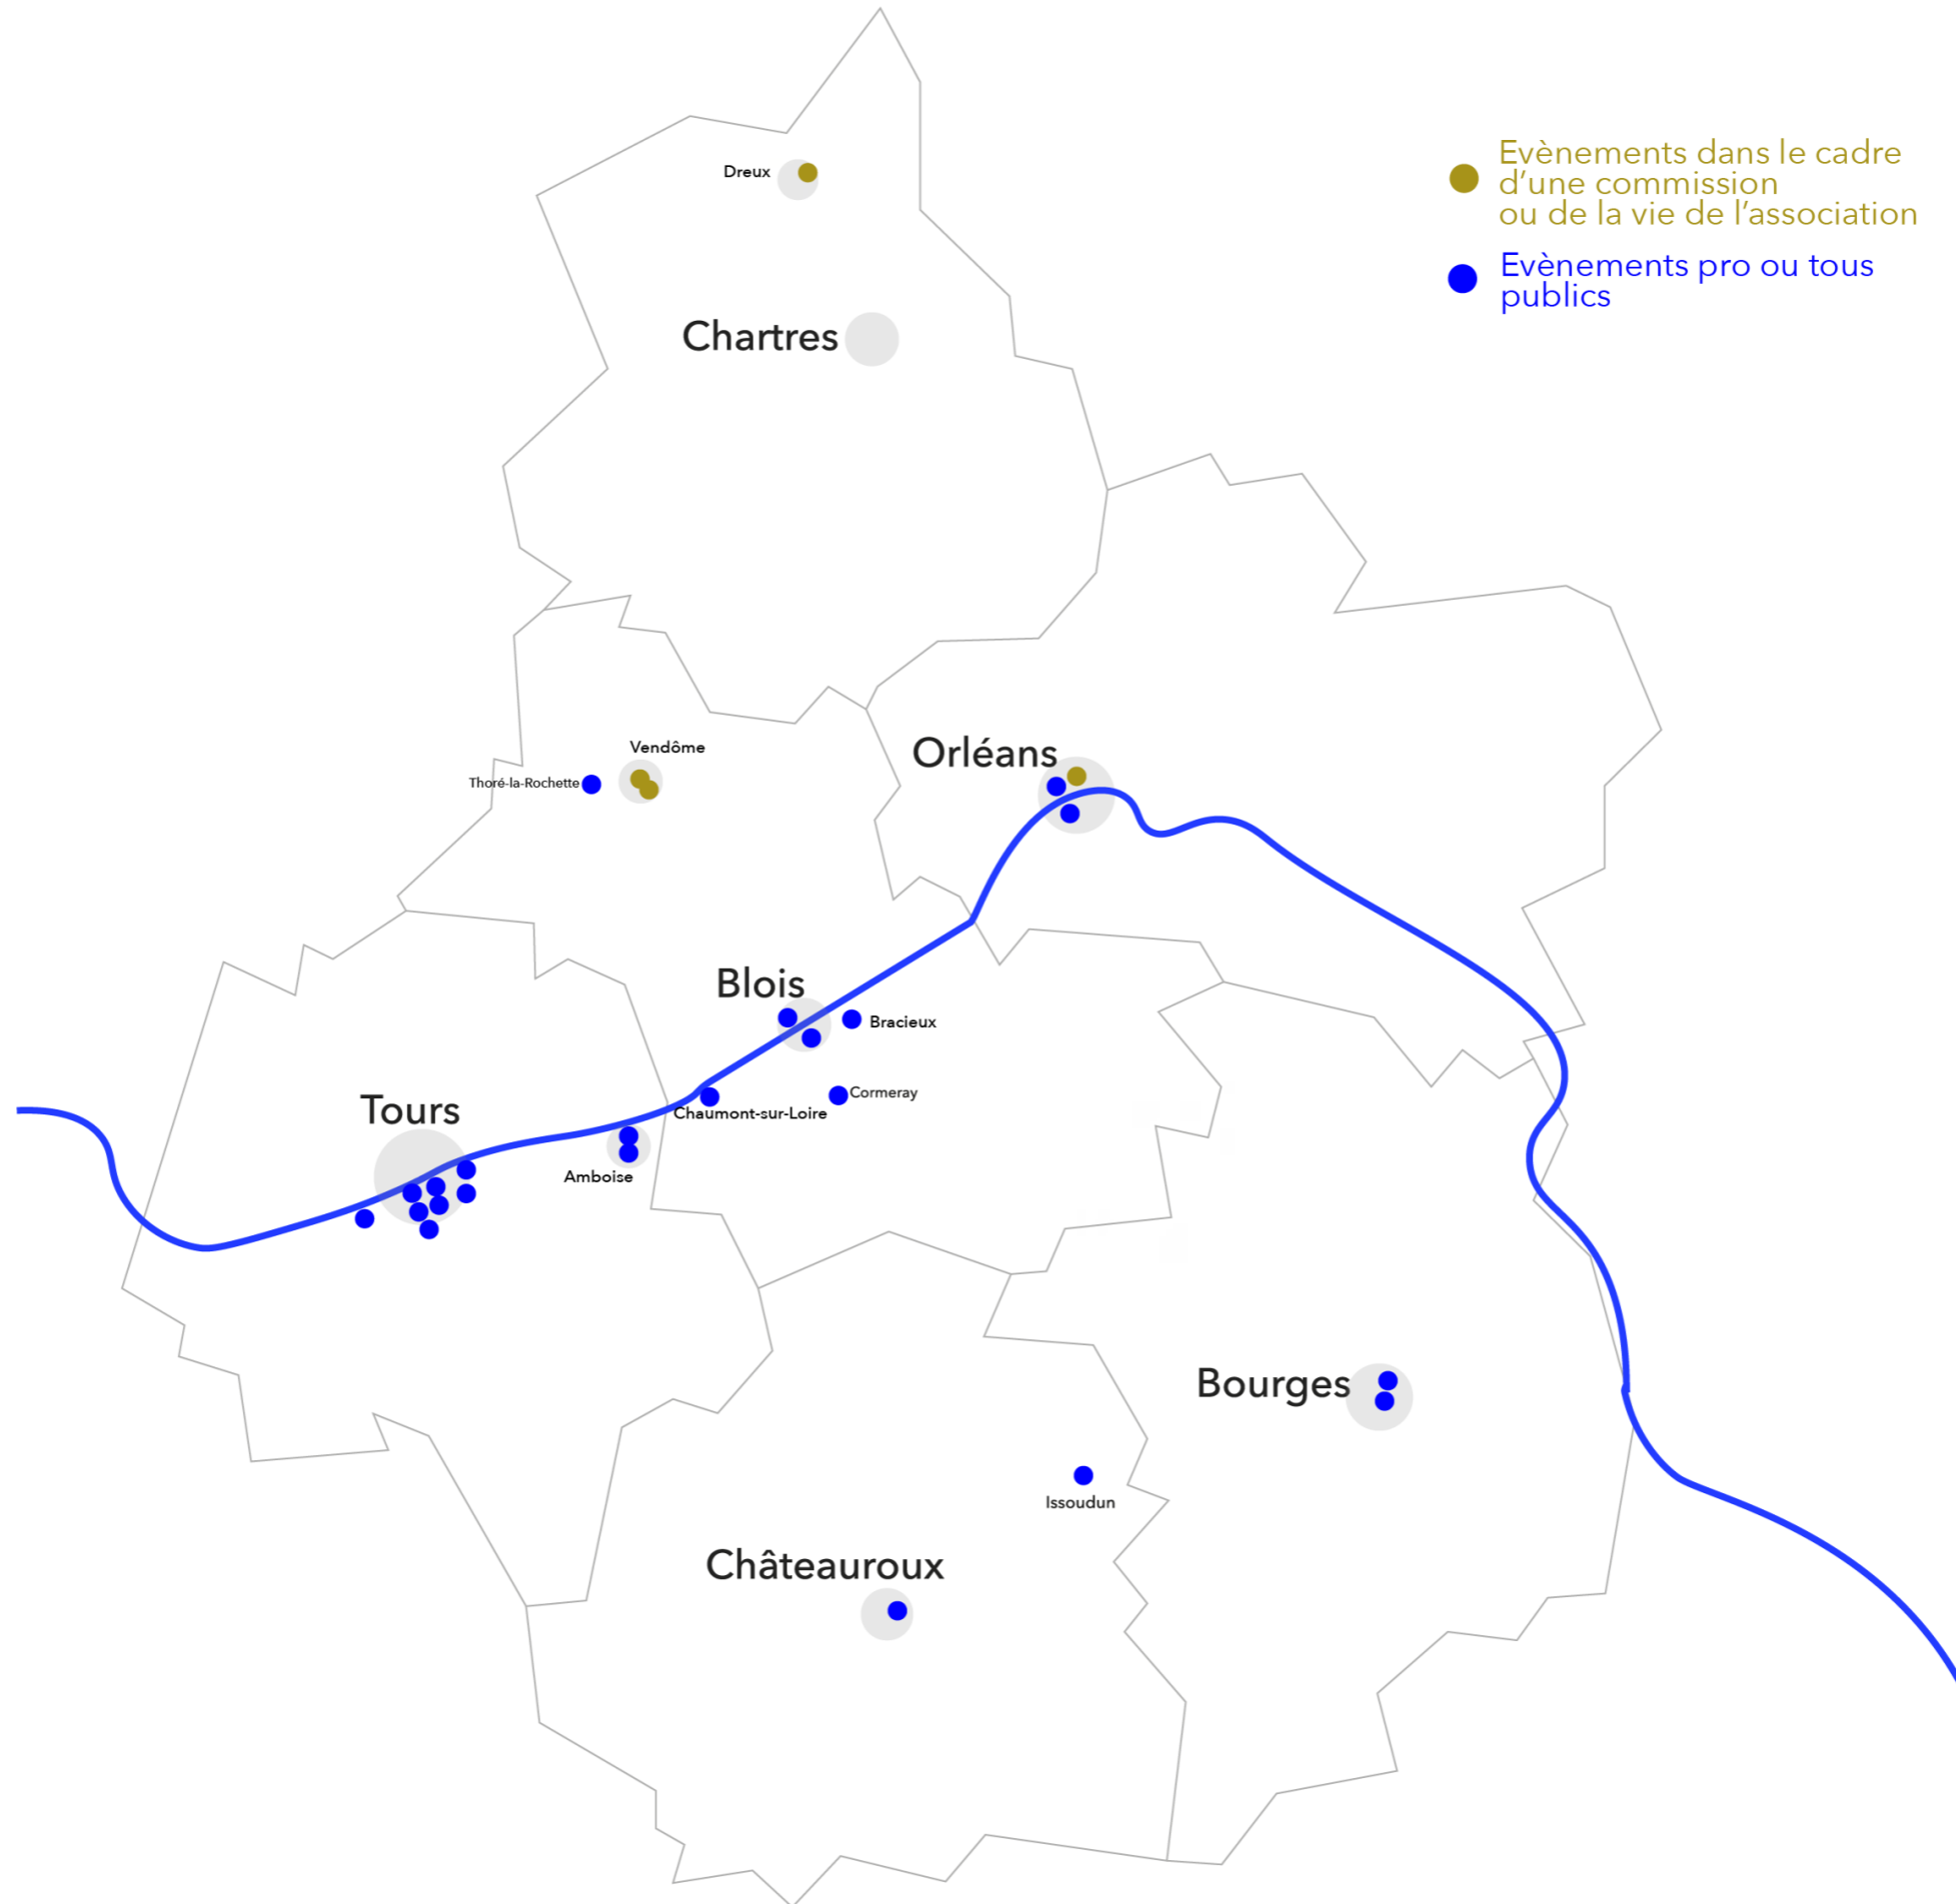 Evènements dans le cadre
d’une commission
ou de la vie de l’association
Evènements pro ou tous
publics
Dreux
Chartres
Vendôme
Thoré-la-Rochette
Orléans
Blois
Bracieux
Cormeray
Chaumont-sur-Loire
Tours
Amboise
Bourges
Issoudun
Châteauroux